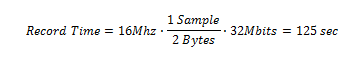 Record Time = 16Mhz · 1 Sample / 2 Bytes · 32Mbits = 125 sec